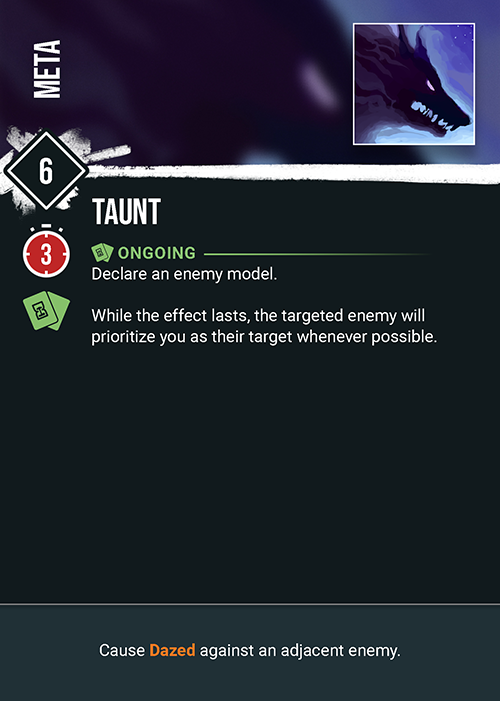 META
6
TAUNT
3
ONGOING
Declare an enemy model.
While the effect lasts, the targeted enemy will
prioritize you as their target whenever possible.
Cause Dazed against an adjacent enemy.